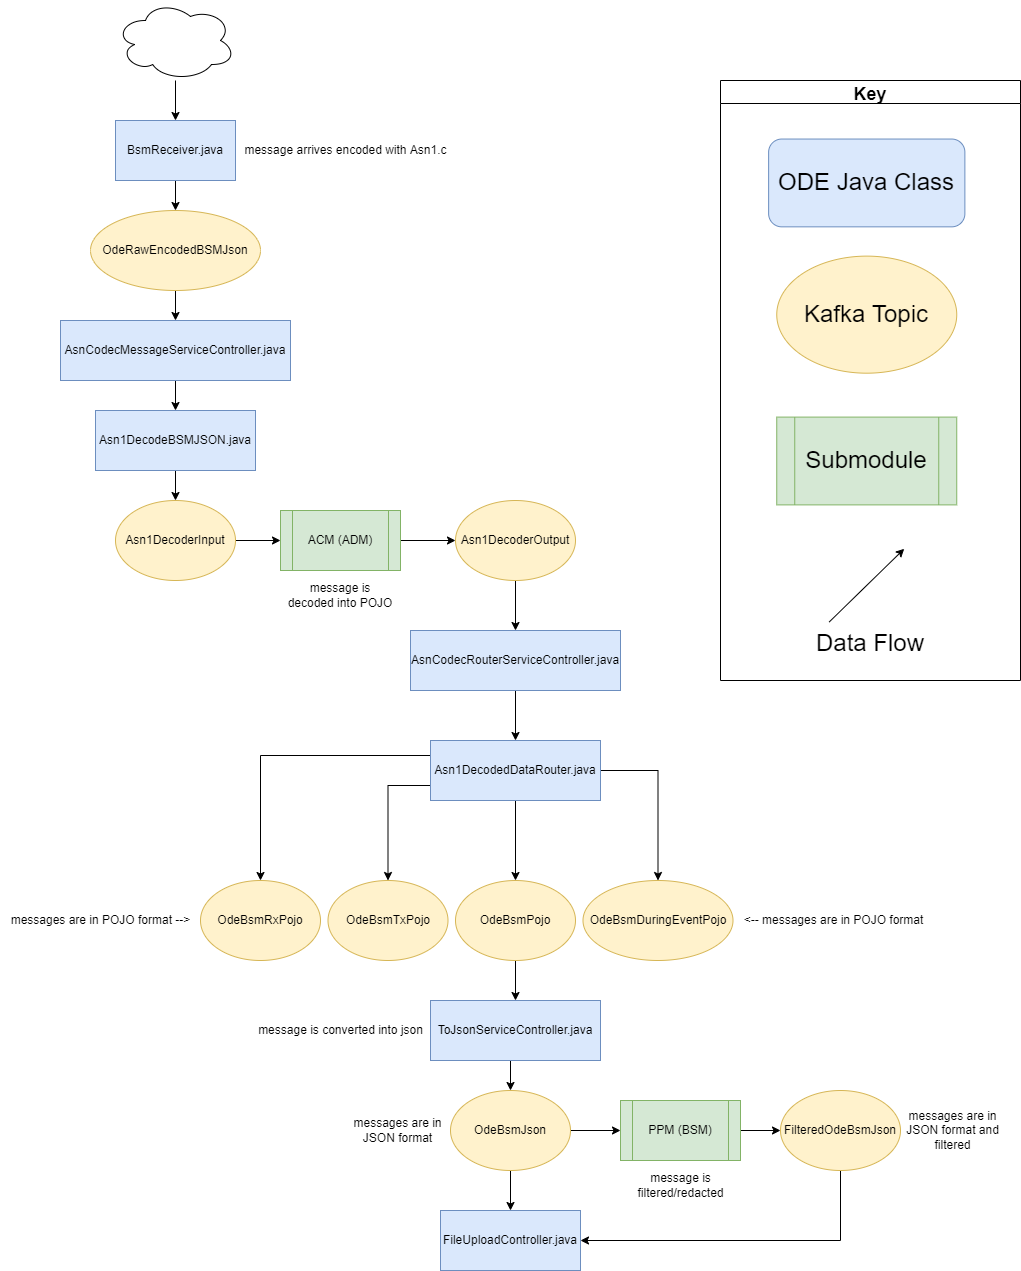 Key
ODE Java Class
Kafka Topic
Submodule
Data Flow
BsmReceiver.java
message arrives encoded with Asn1.c
OdeRawEncodedBSMJson
AsnCodecMessageServiceController.java
Asn1DecodeBSMJSON.java
Asn1DecoderInput
ACM (ADM)
Asn1DecoderOutput
message is
decoded into POJO
AsnCodecRouterServiceController.java
Asn1DecodedDataRouter.java
messages are in POJO format -->
OdeBsmRxPojo
OdeBsmTxPojo
OdeBsmPojo
OdeBsmDuringEventPojo
<-- messages are in POJO format
message is converted into json
ToJsonServiceController.java
messages are in
JSON format
OdeBsmJson
PPM (BSM)
FilteredOdeBsmJson
messages are in
JSON format and
filtered
message is
filtered/redacted
FileUploadController.java